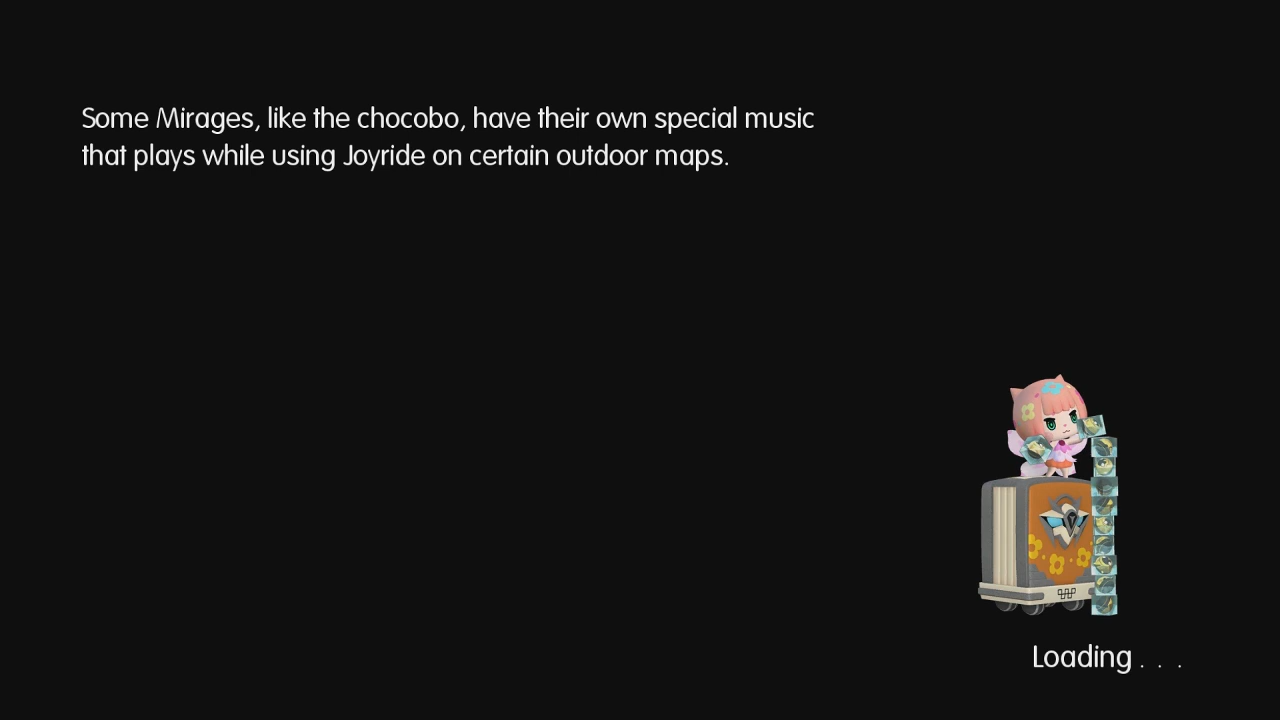 Some Mirages, like the chocobo, have their own special music
that plays while using Joyride on certain outdoor maps.
Loading . . .